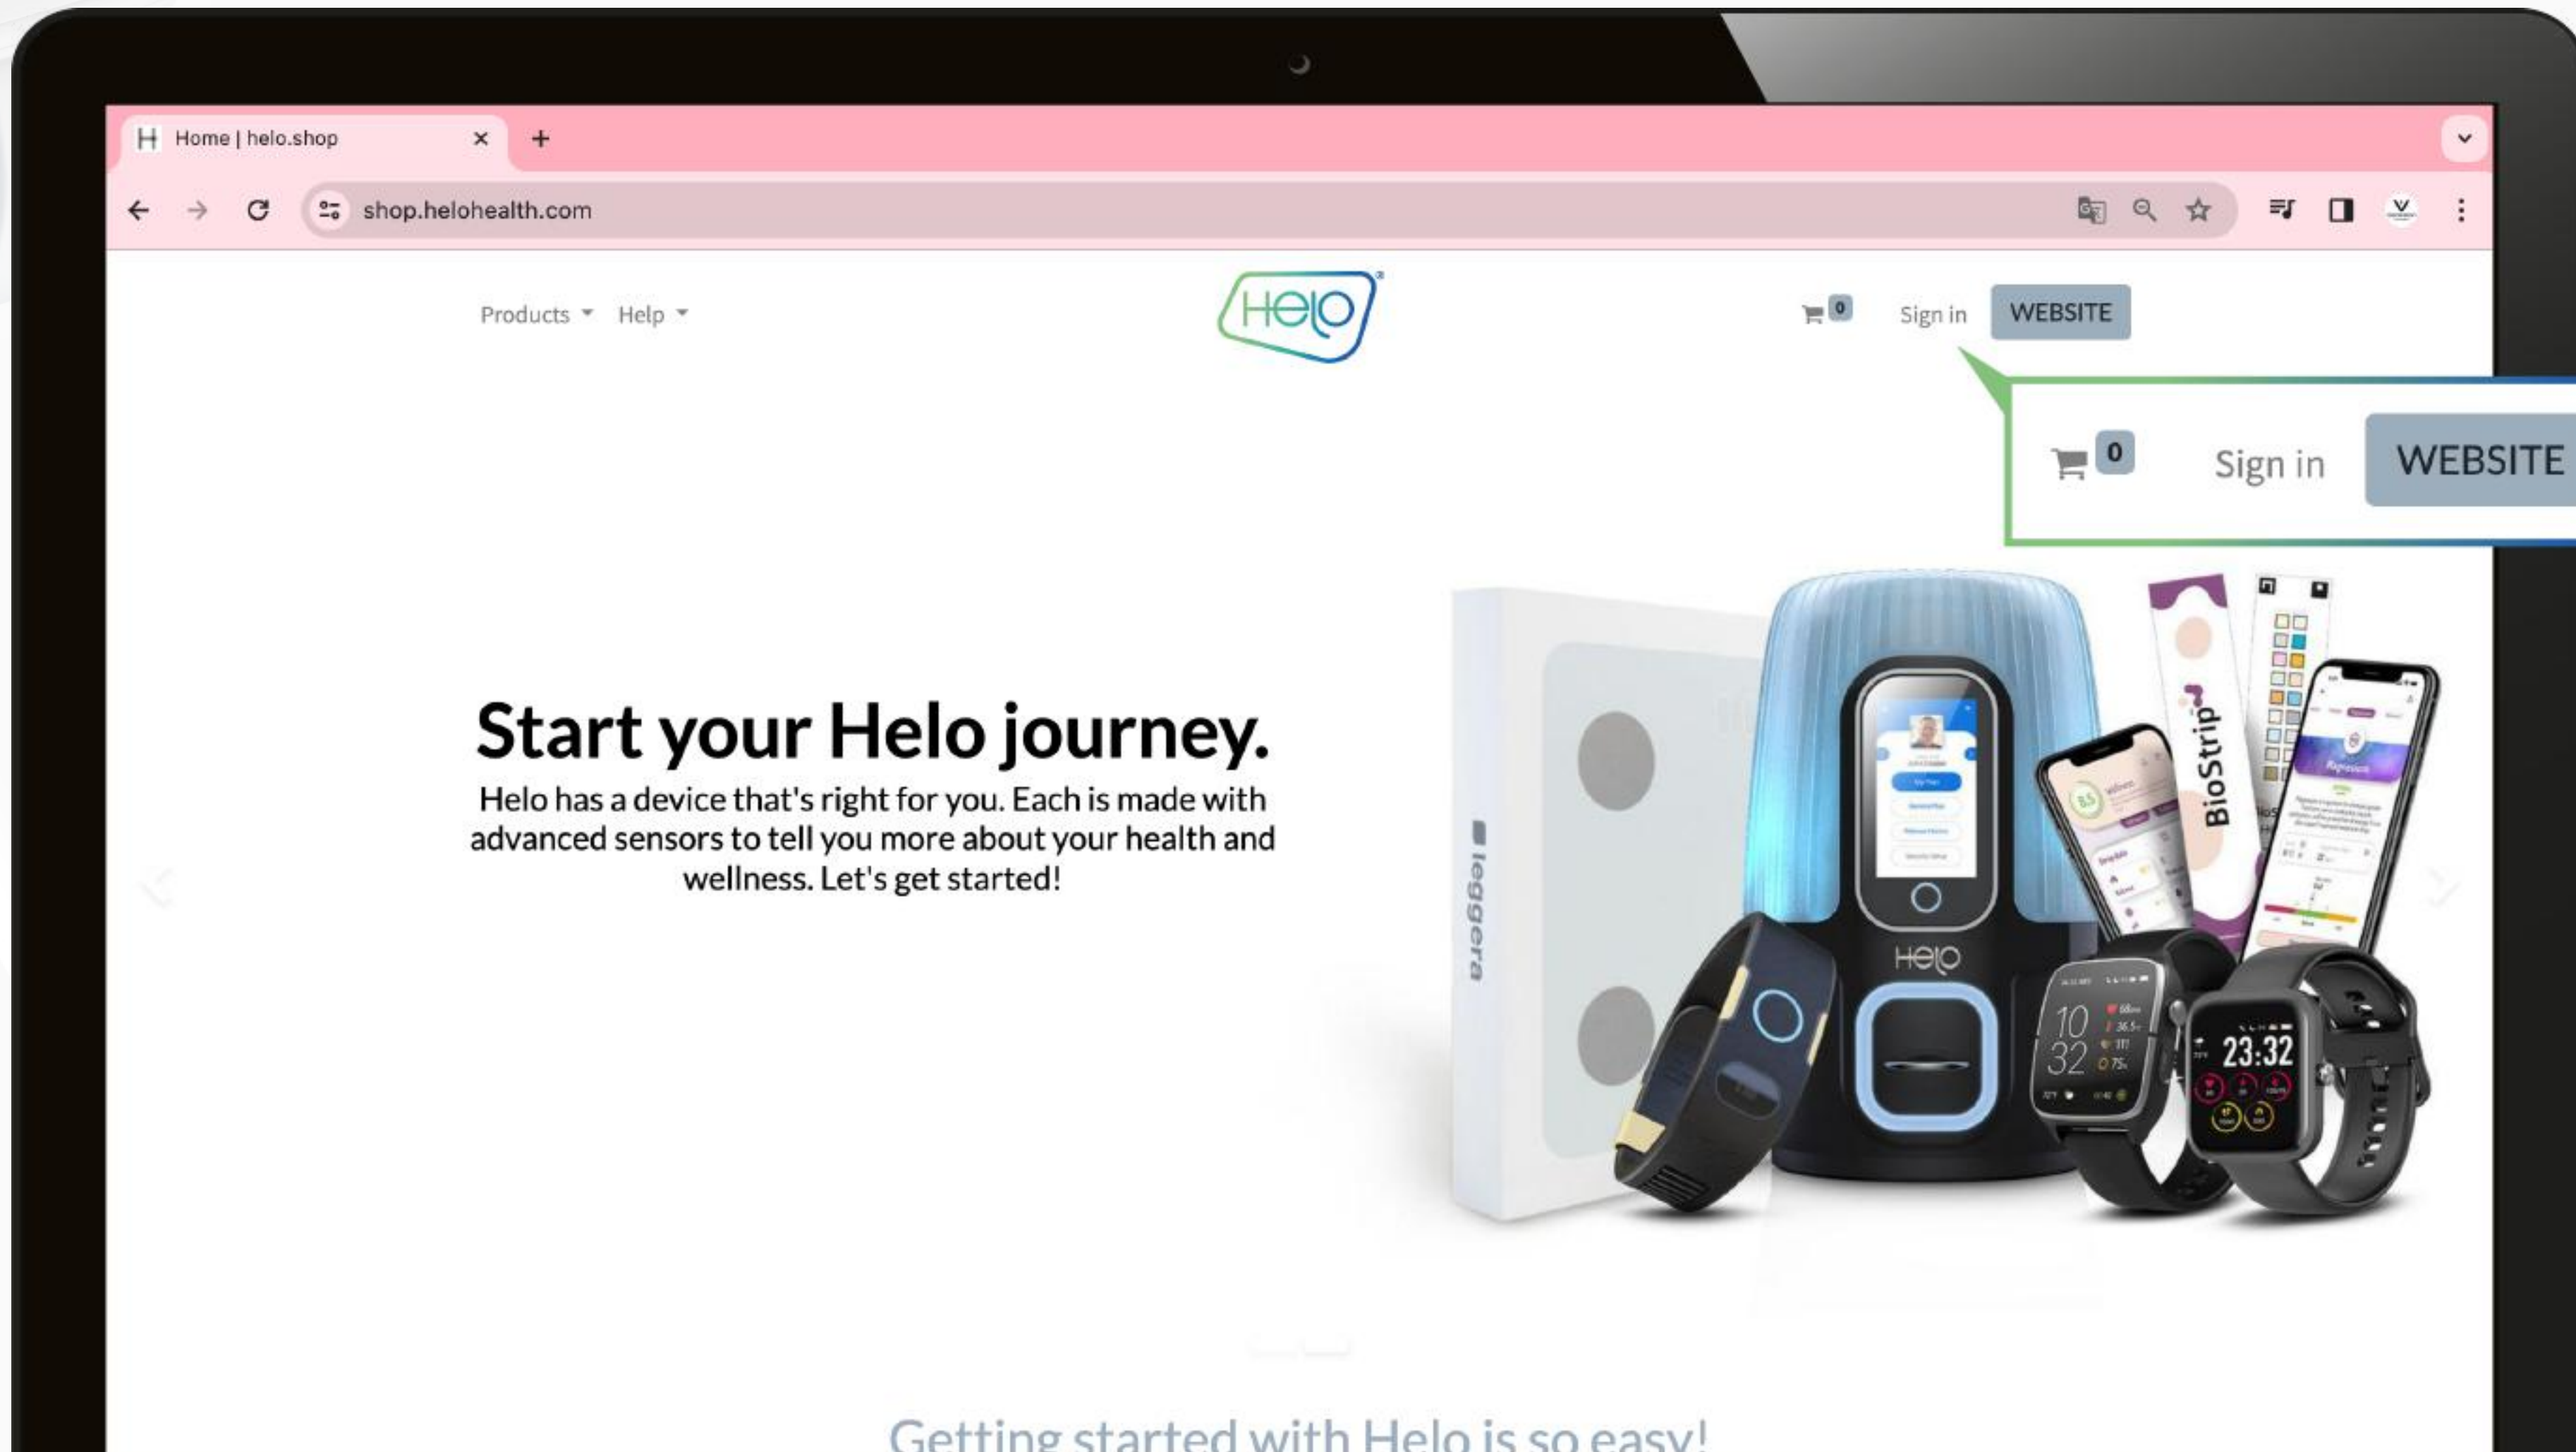 Home | helo.shop
shop.helohealth.com
Products Help
Helo
0 Sign in WEBSITE
0 Sign in WEBSITE
Start your Helo journey.
Helo has a device that's right for you. Each is made with
advanced sensors to tell you more about your health and
wellness. Let's get started!
leggera
Helo
BioStrip
8.5
10
32
23:32
Getting started with Helo is so easy!